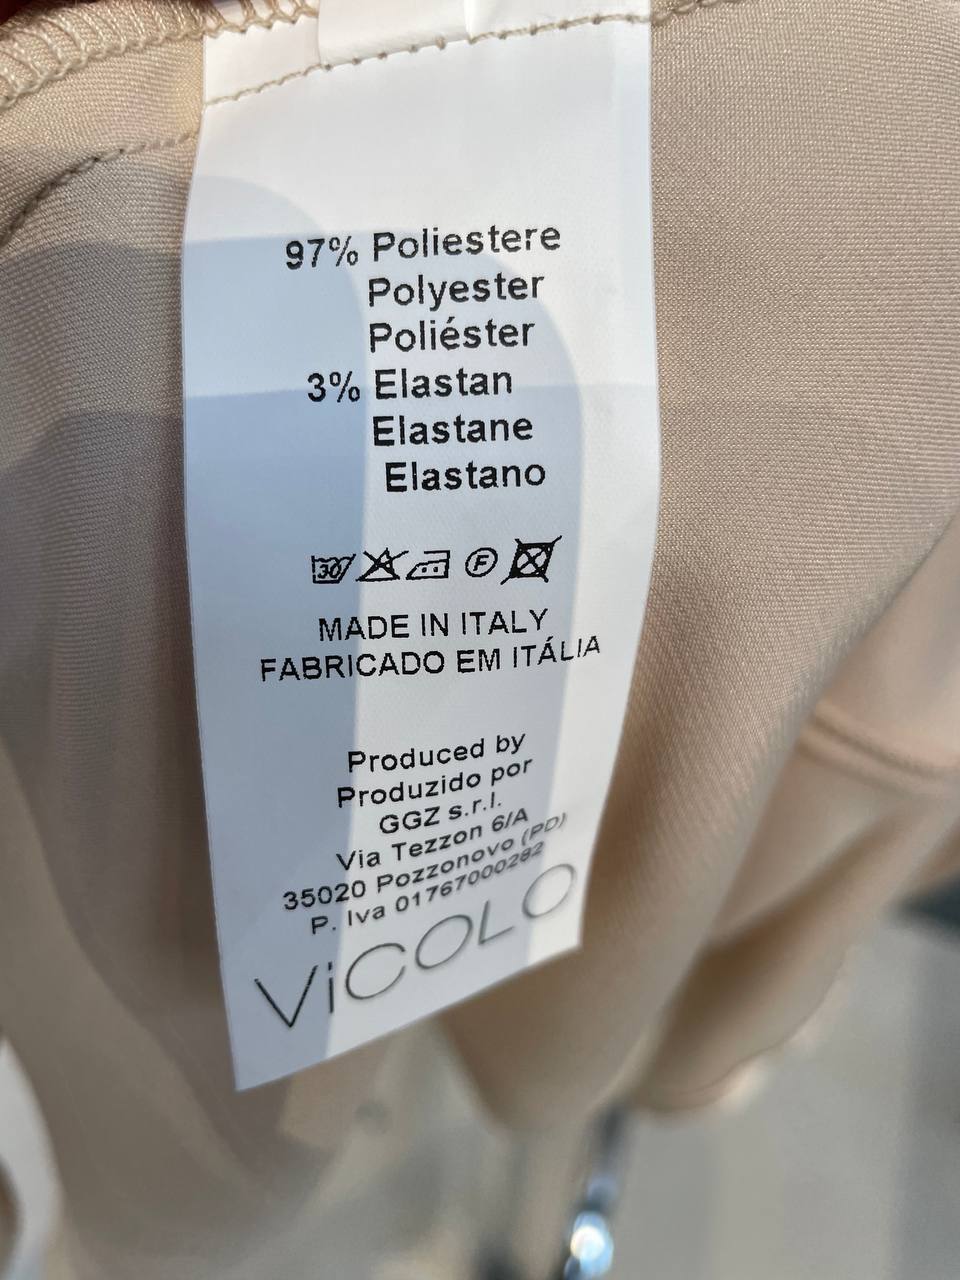 97% Poliestere
Polyester
Poliéster
3% Elastan
Elastane
Elastano
30
F
MADE IN ITALY
FABRICADO EM ITÁLIA
Produced by
Produzido por
GGZ s.r.l.
Via Tezzon 6/A
35020 Pozzonovo (PD)
P. Iva 01767000282
ViCOLO